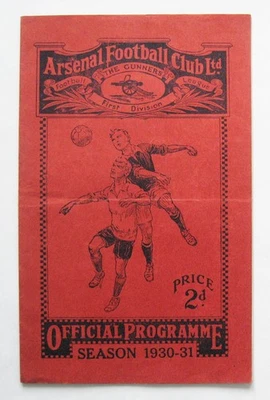 Arsenal Football Club Ltd
"THE GUNNERS"
Football League
First Division
PRICE
2d.
OFFICIAL PROGRAMME
SEASON 1930-31